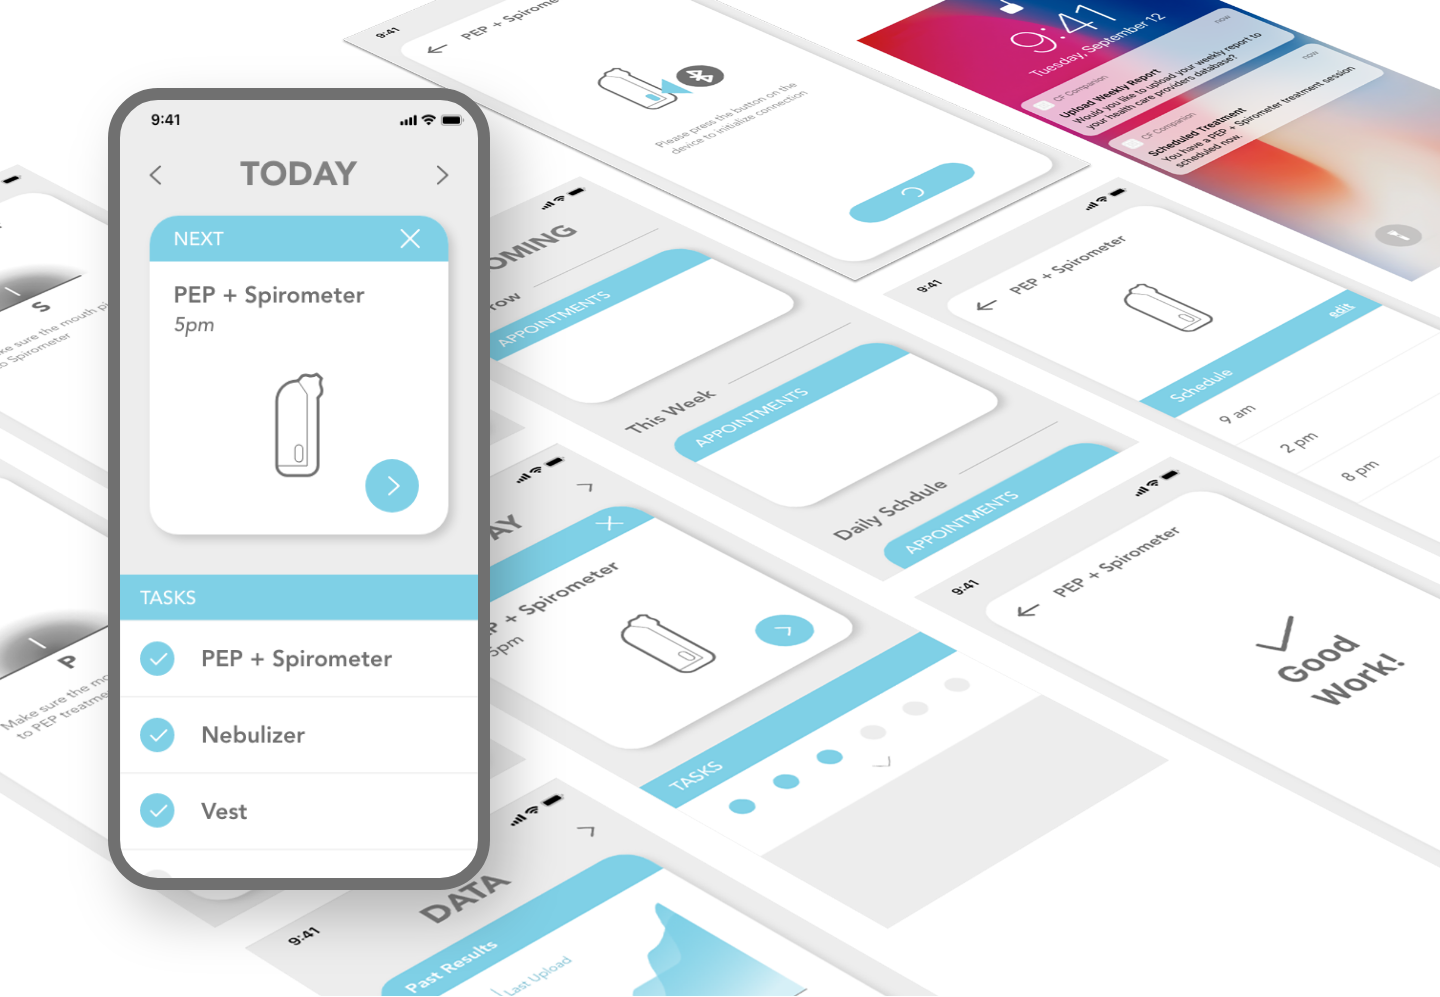 9:41
TODAY
NEXT
PEP + Spirometer
5pm
TASKS
PEP + Spirometer
Nebulizer
Vest
9:41
PEP + Spirometer
Please press the button on the
device to initialize connection
9:41
Tuesday, September 12
CF Companion
now
Upload Weekly Report
Would you like to upload your weekly report to
your health care providers database?
CF Companion
now
Scheduled Treatment
You have a PEP + Spirometer treatment session
scheduled now.
OMING
row
APPOINTMENTS
This Week
APPOINTMENTS
Daily Schdule
APPOINTMENTS
9:41
PEP + Spirometer
Schedule
edit
9 am
2 pm
8 pm
AY
P + Spirometer
5pm
TASKS
9:41
PEP + Spirometer
Good
Work!
S
ke sure the mouth pi
to Spirometer
P
Make sure the mou
to PEP treatme
9:41
DATA
Past Results
Last Upload